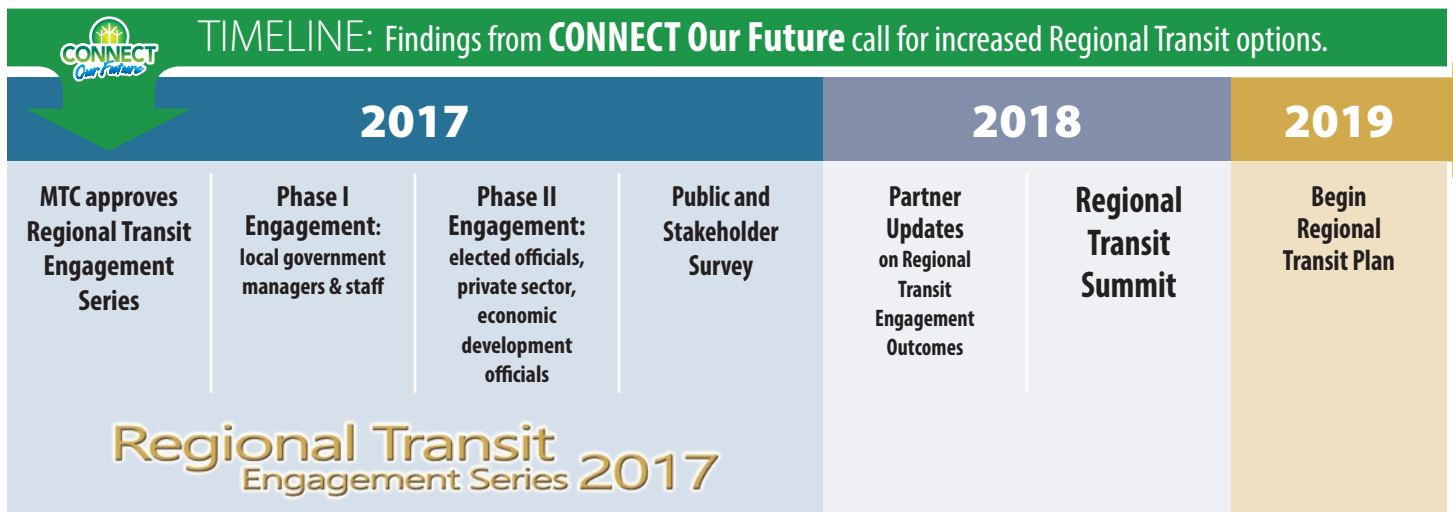 CONNECT
Our Future
TIMELINE: Findings from CONNECT Our Future call for increased Regional Transit options.
2017
MTC approves
Regional Transit
Engagement
Series
Phase I
Engagement:
local government
managers & staff
Phase II
Engagement:
elected officials,
private sector,
economic
development
officials
Public and
Stakeholder
Survey
Regional Transit
Engagement Series 2017
2018
Partner
Updates
on Regional
Transit
Engagement
Outcomes
Regional
Transit
Summit
2019
Begin
Regional
Transit Plan